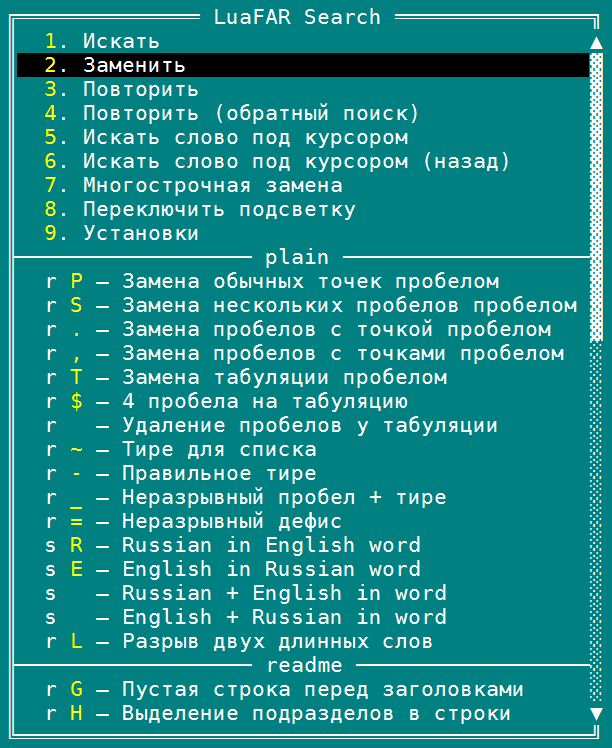 LuaFAR Search
1. Искать
2. Заменить
3. Повторить
4. Повторить (обратный поиск)
5. Искать слово под курсором
6. Искать слово под курсором (назад)
7. Многострочная замена
8. Переключить подсветку
9. Установки
plain
r P – Замена обычных точек пробелом
r S – Замена нескольких пробелов пробелом
r . – Замена пробелов с точкой пробелом
r , – Замена пробелов с точками пробелом
r T – Замена табуляции пробелом
r $ – 4 пробела на табуляцию
r – Удаление пробелов у табуляции
r ~ – Тире для списка
r - – Правильное тире
r _ – Неразрывный пробел + тире
r = – Неразрывный дефис
s R – Russian in English word
s E – English in Russian word
s – Russian + English in word
s – English + Russian in word
r L – Разрыв двух длинных слов
readme
r G – Пустая строка перед заголовками
r H – Выделение подразделов в строки